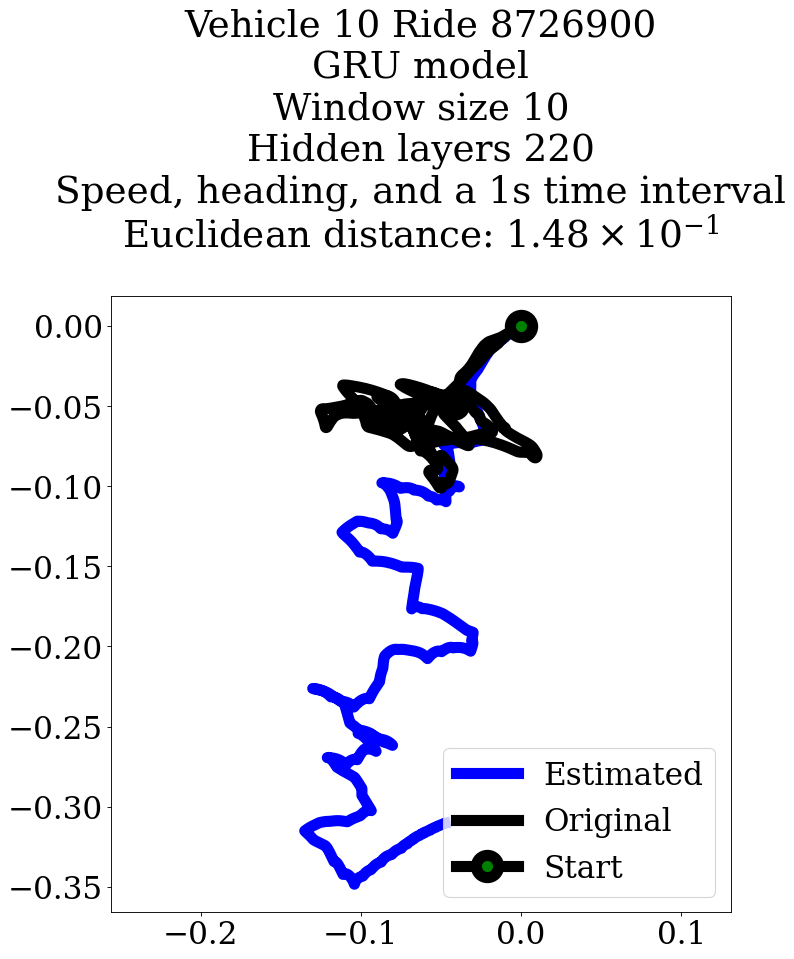 Vehicle 10 Ride 8726900
GRU model
Window size 10
Hidden layers 220
Speed, heading, and a 1s time interval
Euclidean distance: 1.48 × 10⁻¹
0.00
−0.05
−0.10
−0.15
−0.20
−0.25
−0.30
−0.35
Estimated
Original
Start
−0.2
−0.1
0.0
0.1